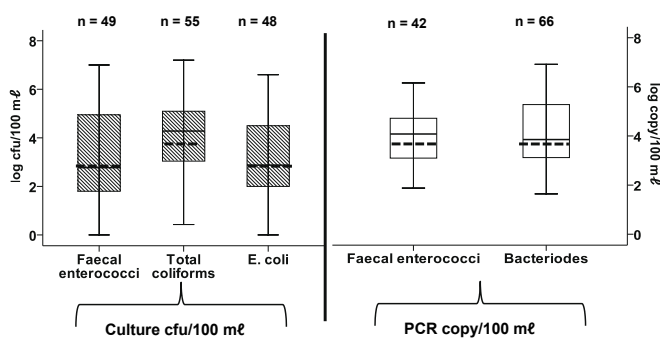 n = 49 n = 55 n = 48 n = 42 n = 66
8
6
4
2
0
log cfu/100 mℓ
8
6
4
2
0
log copy/100 mℓ
Faecal enterococci
Total coliforms
E. coli
Faecal enterococci
Bacteriodes
Culture cfu/100 mℓ
PCR copy/100 mℓ